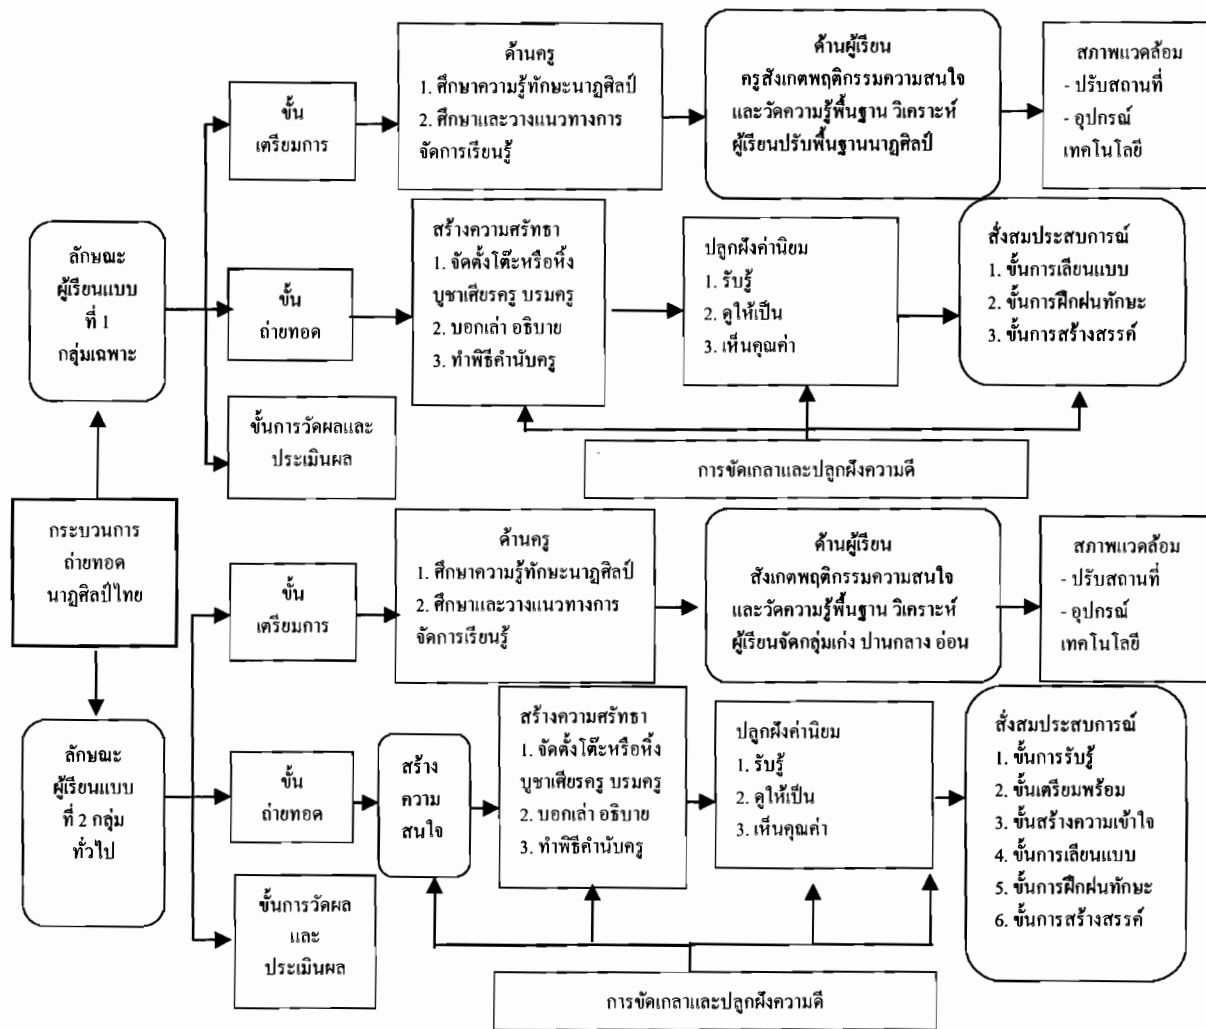 กระบวนการ
ถ่ายทอด
นาฏศิลป์ไทย
ลักษณะ
ผู้เรียนแบบ
ที่ 1
กลุ่มเฉพาะ
ขั้น
เตรียมการ
ด้านครู
1. ศึกษาความรู้ทักษะนาฏศิลป์
2. ศึกษาและวางแนวทางการ
จัดการเรียนรู้
ด้านผู้เรียน
ครูสังเกตพฤติกรรมความสนใจ
และวัดความรู้พื้นฐาน วิเคราะห์
ผู้เรียนปรับพื้นฐานนาฏศิลป์
สภาพแวดล้อม
- ปรับสถานที่
- อุปกรณ์
เทคโนโลยี
ขั้น
ถ่ายทอด
สร้างความศรัทธา
1. จัดตั้งโต๊ะหรือหิ้ง
บูชาเศียรครู บรมครู
2. บอกเล่า อธิบาย
3. ทำพิธีคำนับครู
ปลูกฝังค่านิยม
1. รับรู้
2. ดูให้เป็น
3. เห็นคุณค่า
สั่งสมประสบการณ์
1. ขั้นการเลียนแบบ
2. ขั้นการฝึกฝนทักษะ
3. ขั้นการสร้างสรรค์
ขั้นการวัดผลและ
ประเมินผล
การขัดเกลาและปลูกฝังความดี
ลักษณะ
ผู้เรียนแบบ
ที่ 2 กลุ่ม
ทั่วไป
ขั้น
เตรียมการ
ด้านครู
1. ศึกษาความรู้ทักษะนาฏศิลป์
2. ศึกษาและวางแนวทางการ
จัดการเรียนรู้
ด้านผู้เรียน
สังเกตพฤติกรรมความสนใจ
และวัดความรู้พื้นฐาน วิเคราะห์
ผู้เรียนจัดกลุ่มเก่ง ปานกลาง อ่อน
สภาพแวดล้อม
- ปรับสถานที่
- อุปกรณ์
เทคโนโลยี
ขั้น
ถ่ายทอด
สร้าง
ความ
สนใจ
สร้างความศรัทธา
1. จัดตั้งโต๊ะหรือหิ้ง
บูชาเศียรครู บรมครู
2. บอกเล่า อธิบาย
3. ทำพิธีคำนับครู
ปลูกฝังค่านิยม
1. รับรู้
2. ดูให้เป็น
3. เห็นคุณค่า
สั่งสมประสบการณ์
1. ขั้นการรับรู้
2. ขั้นเตรียมพร้อม
3. ขั้นสร้างความเข้าใจ
4. ขั้นการเลียนแบบ
5. ขั้นการฝึกฝนทักษะ
6. ขั้นการสร้างสรรค์
ขั้นการวัดผล
และ
ประเมินผล
การขัดเกลาและปลูกฝังความดี